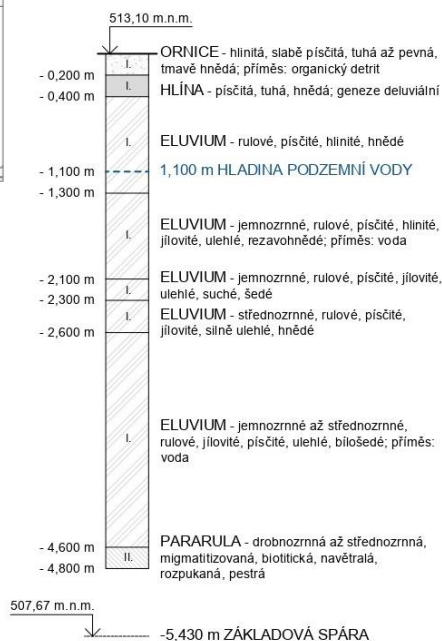 513,10 m.n.m.
ORNICE - hlinitá, slabě písčitá, tuhá až pevná,
I.
tmavě hnědá; příměs: organický detrit
- 0,200 m
I.
HLÍNA - písčitá, tuhá, hnědá; geneze deluviální
- 0,400 m
I.
ELUVIUM - rulové, písčité, hlinité, hnědé
- 1,100 m
1,100 m HLADINA PODZEMNÍ VODY
- 1,300 m
ELUVIUM - jemnozrnné, rulové, písčité, hlinité,
I.
jílovité, ulehlé, rezavohnědé; příměs: voda
- 2,100 m
ELUVIUM - jemnozrnné, rulové, písčité, jílovité,
I.
ulehlé, suché, šedé
- 2,300 m
I.
ELUVIUM - střednozrnné, rulové, písčité,
jílovité, silně ulehlé, hnědé
- 2,600 m
ELUVIUM - jemnozrnné až střednozrnné,
I.
rulové, jílovité, písčité, ulehlé, bílošedé; příměs:
voda
PARARULA - drobnozrnná až střednozrnná,
- 4,600 m
II.
migmatitizovaná, biotitická, navětralá,
- 4,800 m
rozpukaná, pestrá
507,67 m.n.m.
-5,430 m ZÁKLADOVÁ SPÁRA